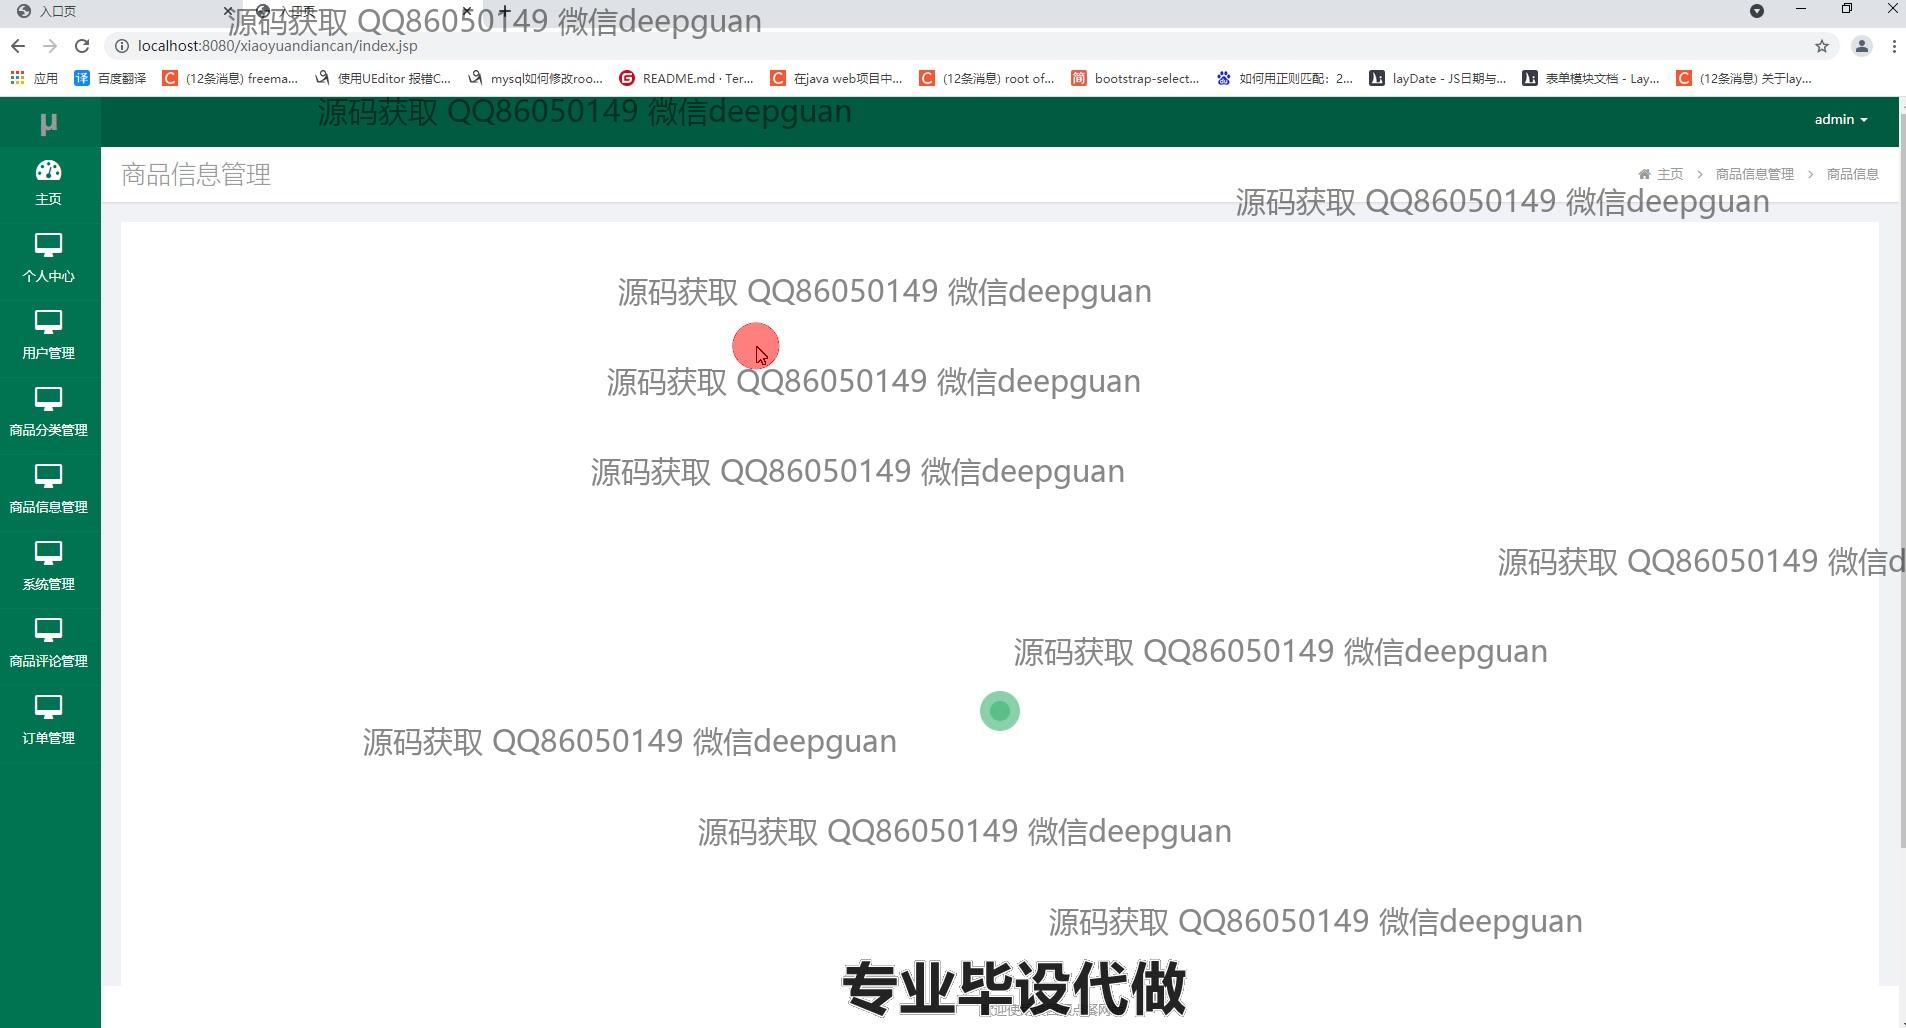 入口页
入口页
源码获取 QQ86050149 微信deepguan
localhost:8080/xiaoyuandiancan/index.jsp
应用
百度翻译
(12条消息) freema...
使用UEditor 报错C...
mysql如何修改roo...
README.md · Ter...
在java web项目中...
(12条消息) root of...
bootstrap-select...
如何用正则匹配：2...
layDate - JS日期与...
表单模块文档 - Lay...
(12条消息) 关于lay...
源码获取 QQ86050149 微信deepguan
μ
admin
商品信息管理
主页 > 商品信息管理 > 商品信息
源码获取 QQ86050149 微信deepguan
主页
个人中心
用户管理
商品分类管理
商品信息管理
系统管理
商品评论管理
订单管理
源码获取 QQ86050149 微信deepguan
源码获取 QQ86050149 微信deepguan
源码获取 QQ86050149 微信deepguan
源码获取 QQ86050149 微信d
源码获取 QQ86050149 微信deepguan
源码获取 QQ86050149 微信deepguan
源码获取 QQ86050149 微信deepguan
源码获取 QQ86050149 微信deepguan
专业毕设代做